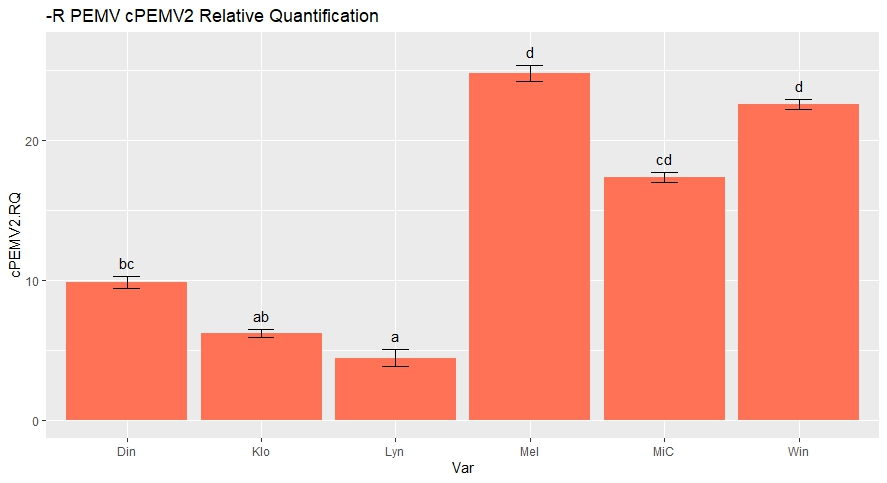 -R PEMV cPEMV2 Relative Quantification
d
d
cd
20
bc
cPEMV2.RQ
10
ab
a
0
Din Klo Lyn Mel MiC Win
Var